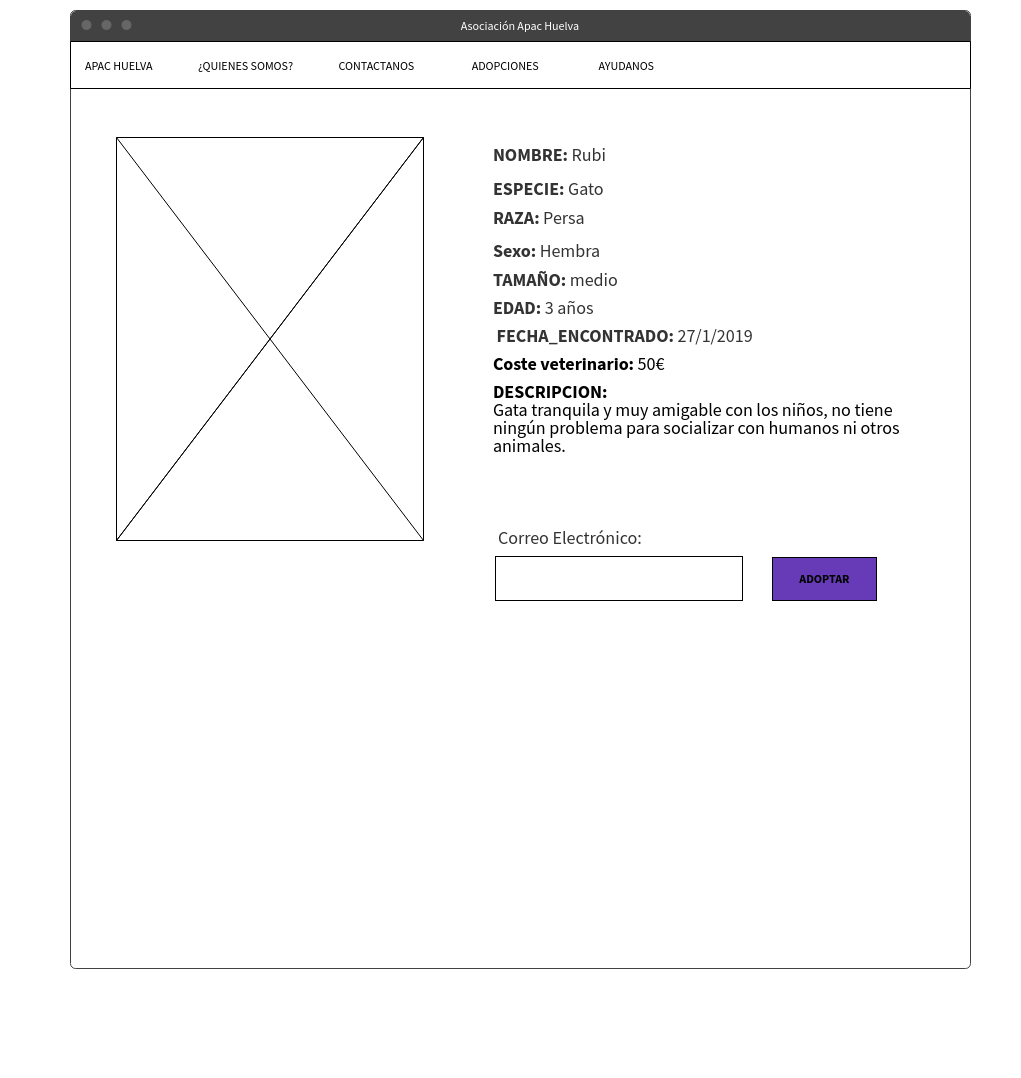 Asociación Apac Huelva
APAC HUELVA ¿QUIENES SOMOS? CONTACTANOS ADOPCIONES AYUDANOS
NOMBRE: Rubi
ESPECIE: Gato
RAZA: Persa
Sexo: Hembra
TAMAÑO: medio
EDAD: 3 años
FECHA_ENCONTRADO: 27/1/2019
Coste veterinario: 50€
DESCRIPCION:
Gata tranquila y muy amigable con los niños, no tiene
ningún problema para socializar con humanos ni otros
animales.
Correo Electrónico:
ADOPTAR